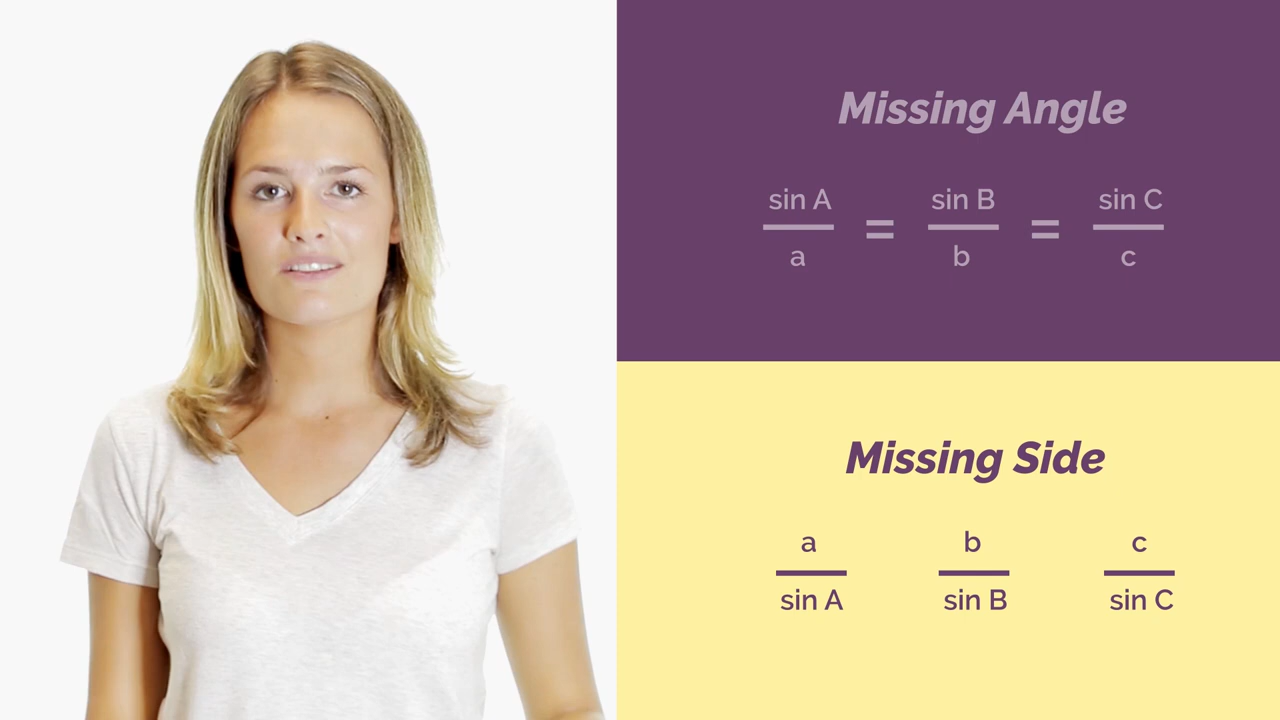 Missing Angle
sin A = sin B = sin C
a b c
Missing Side
a b c
sin A sin B sin C